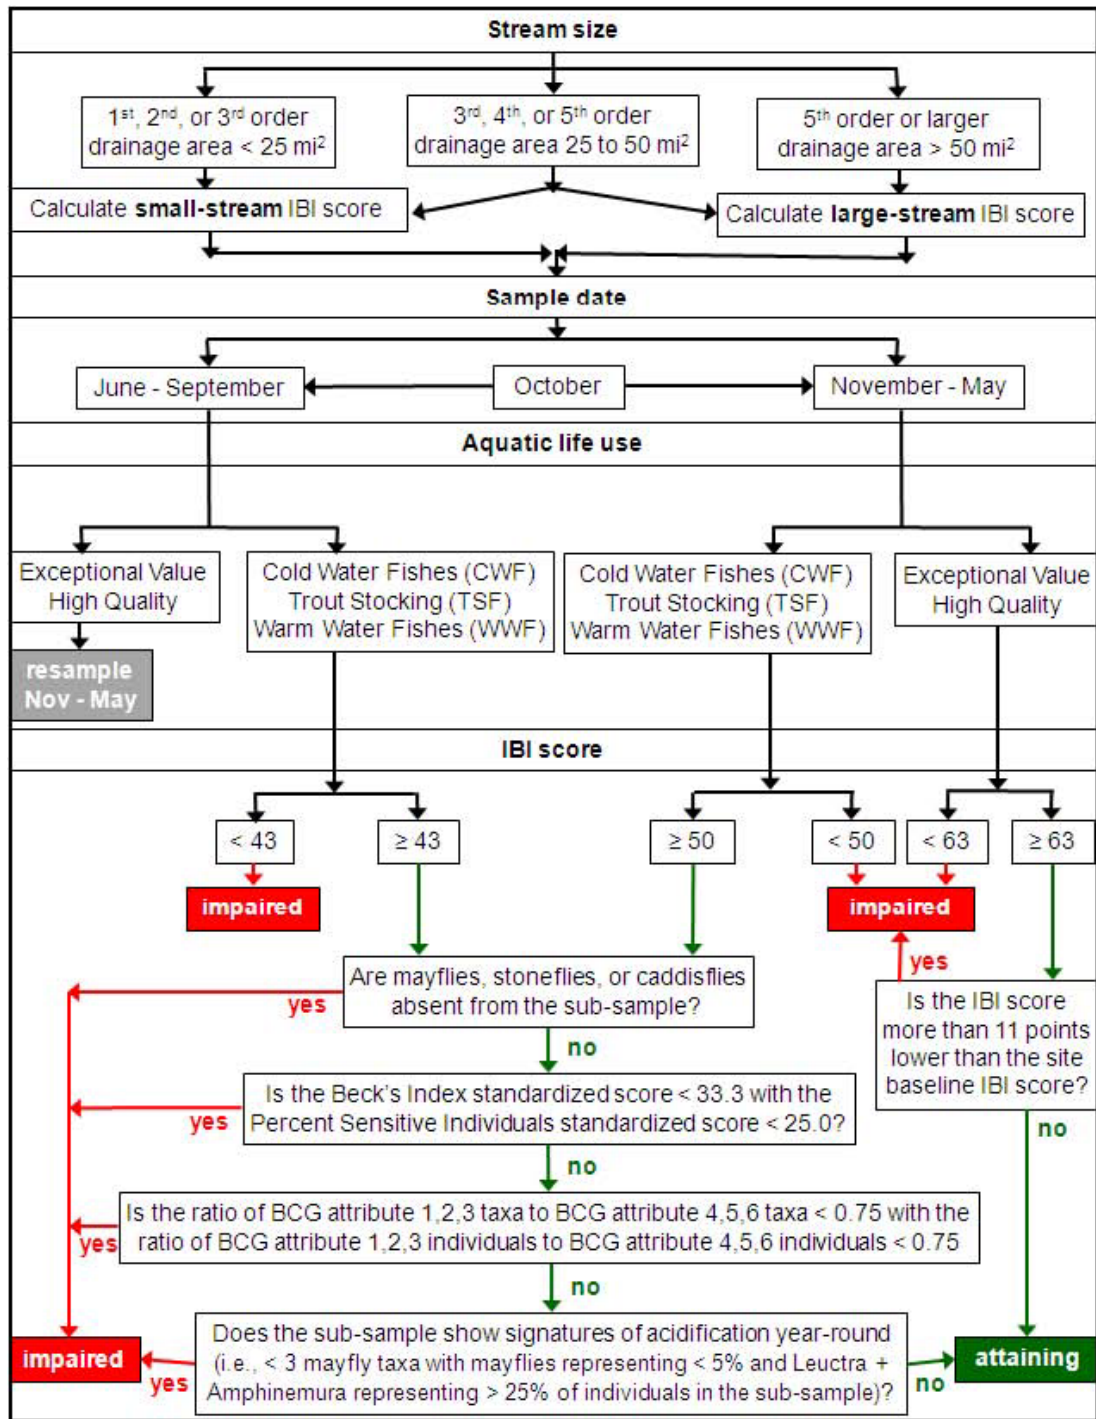 Stream size
1st, 2nd, or 3rd order
drainage area < 25 mi2
3rd, 4th, or 5th order
drainage area 25 to 50 mi2
5th order or larger
drainage area > 50 mi2
Calculate small-stream IBI score
Calculate large-stream IBI score
Sample date
June - September
October
November - May
Aquatic life use
Exceptional Value
High Quality
Cold Water Fishes (CWF)
Trout Stocking (TSF)
Warm Water Fishes (WWF)
Cold Water Fishes (CWF)
Trout Stocking (TSF)
Warm Water Fishes (WWF)
Exceptional Value
High Quality
resample
Nov - May
IBI score
< 43
≥ 43
≥ 50
< 50
< 63
≥ 63
impaired
impaired
Are mayflies, stoneflies, or caddisflies
absent from the sub-sample?
yes
no
yes
Is the IBI score
more than 11 points
lower than the site
baseline IBI score?
no
Is the Beck's Index standardized score < 33.3 with the
Percent Sensitive Individuals standardized score < 25.0?
yes
no
Is the ratio of BCG attribute 1,2,3 taxa to BCG attribute 4,5,6 taxa < 0.75 with the
ratio of BCG attribute 1,2,3 individuals to BCG attribute 4,5,6 individuals < 0.75
yes
no
Does the sub-sample show signatures of acidification year-round
(i.e., < 3 mayfly taxa with mayflies representing < 5% and Leuctra +
Amphinemura representing > 25% of individuals in the sub-sample)?
yes
no
impaired
attaining